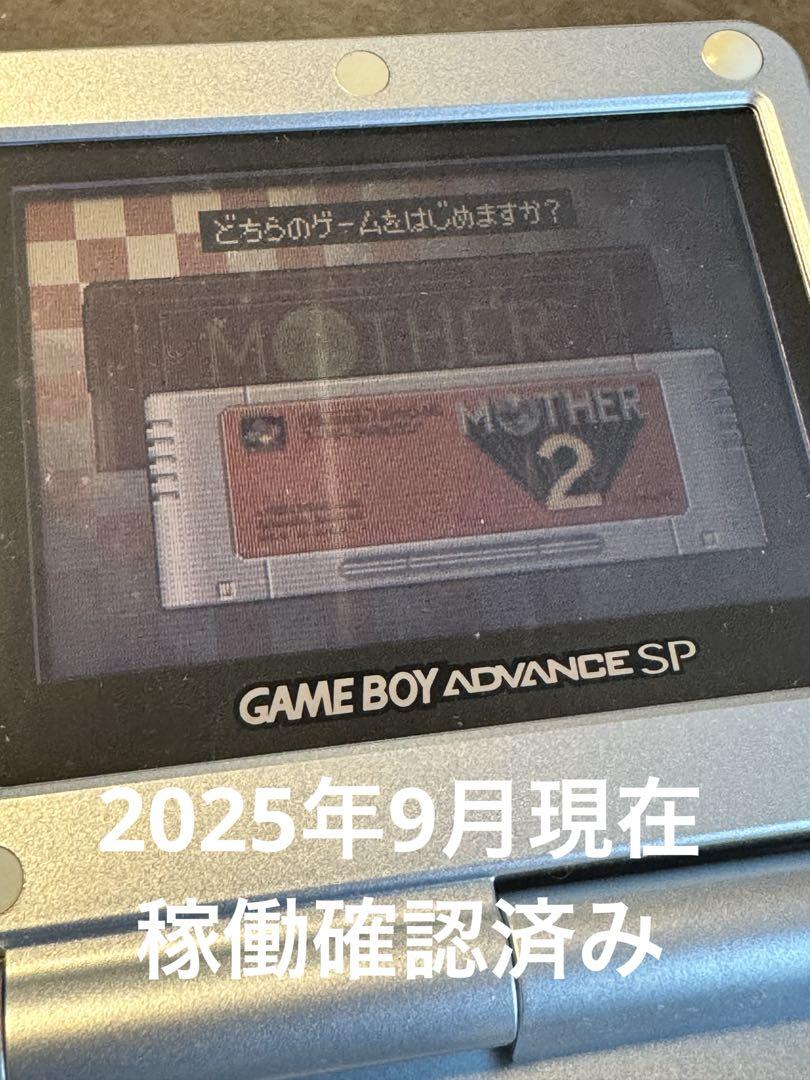 どちらのゲームをはじめますか?
MOTHER
MOTHER
2
GAME BOY ADVANCE SP
2025年9月現在
稼働確認済み